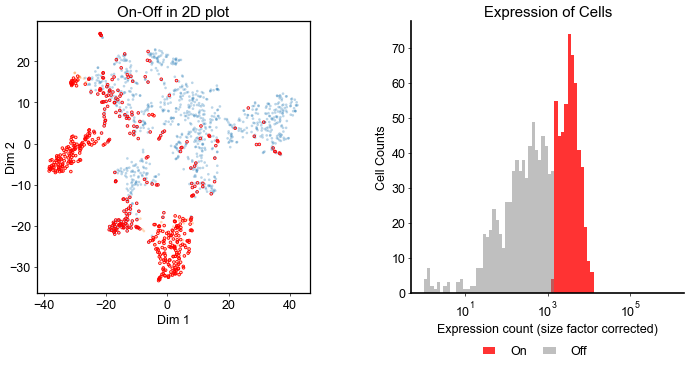 On-Off in 2D plot
Dim 2
20
10
0
−10
−20
−30
−40 −20 0 20 40
Dim 1
Expression of Cells
Cell Counts
70
60
50
40
30
20
10
0
10^1 10^3 10^5
Expression count (size factor corrected)
On Off